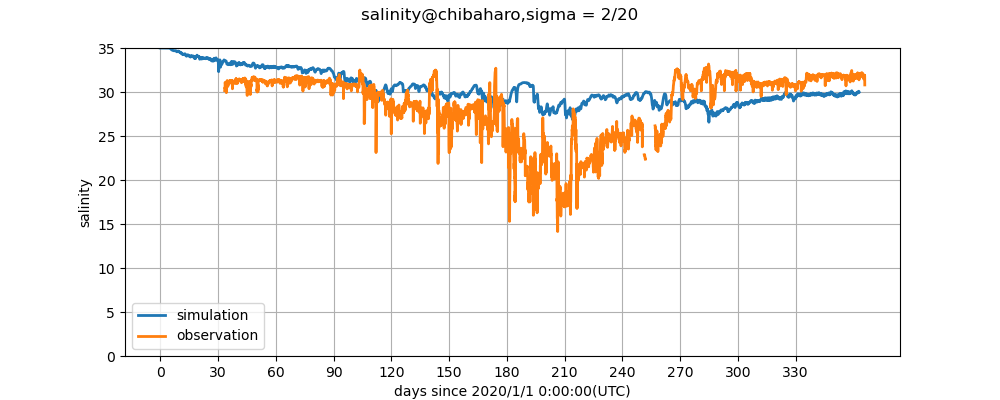 salinity@chibaharo,sigma = 2/20
35
30
25
20
15
10
5
0
salinity
simulation
observation
0 30 60 90 120 150 180 210 240 270 300 330
days since 2020/1/1 0:00:00(UTC)